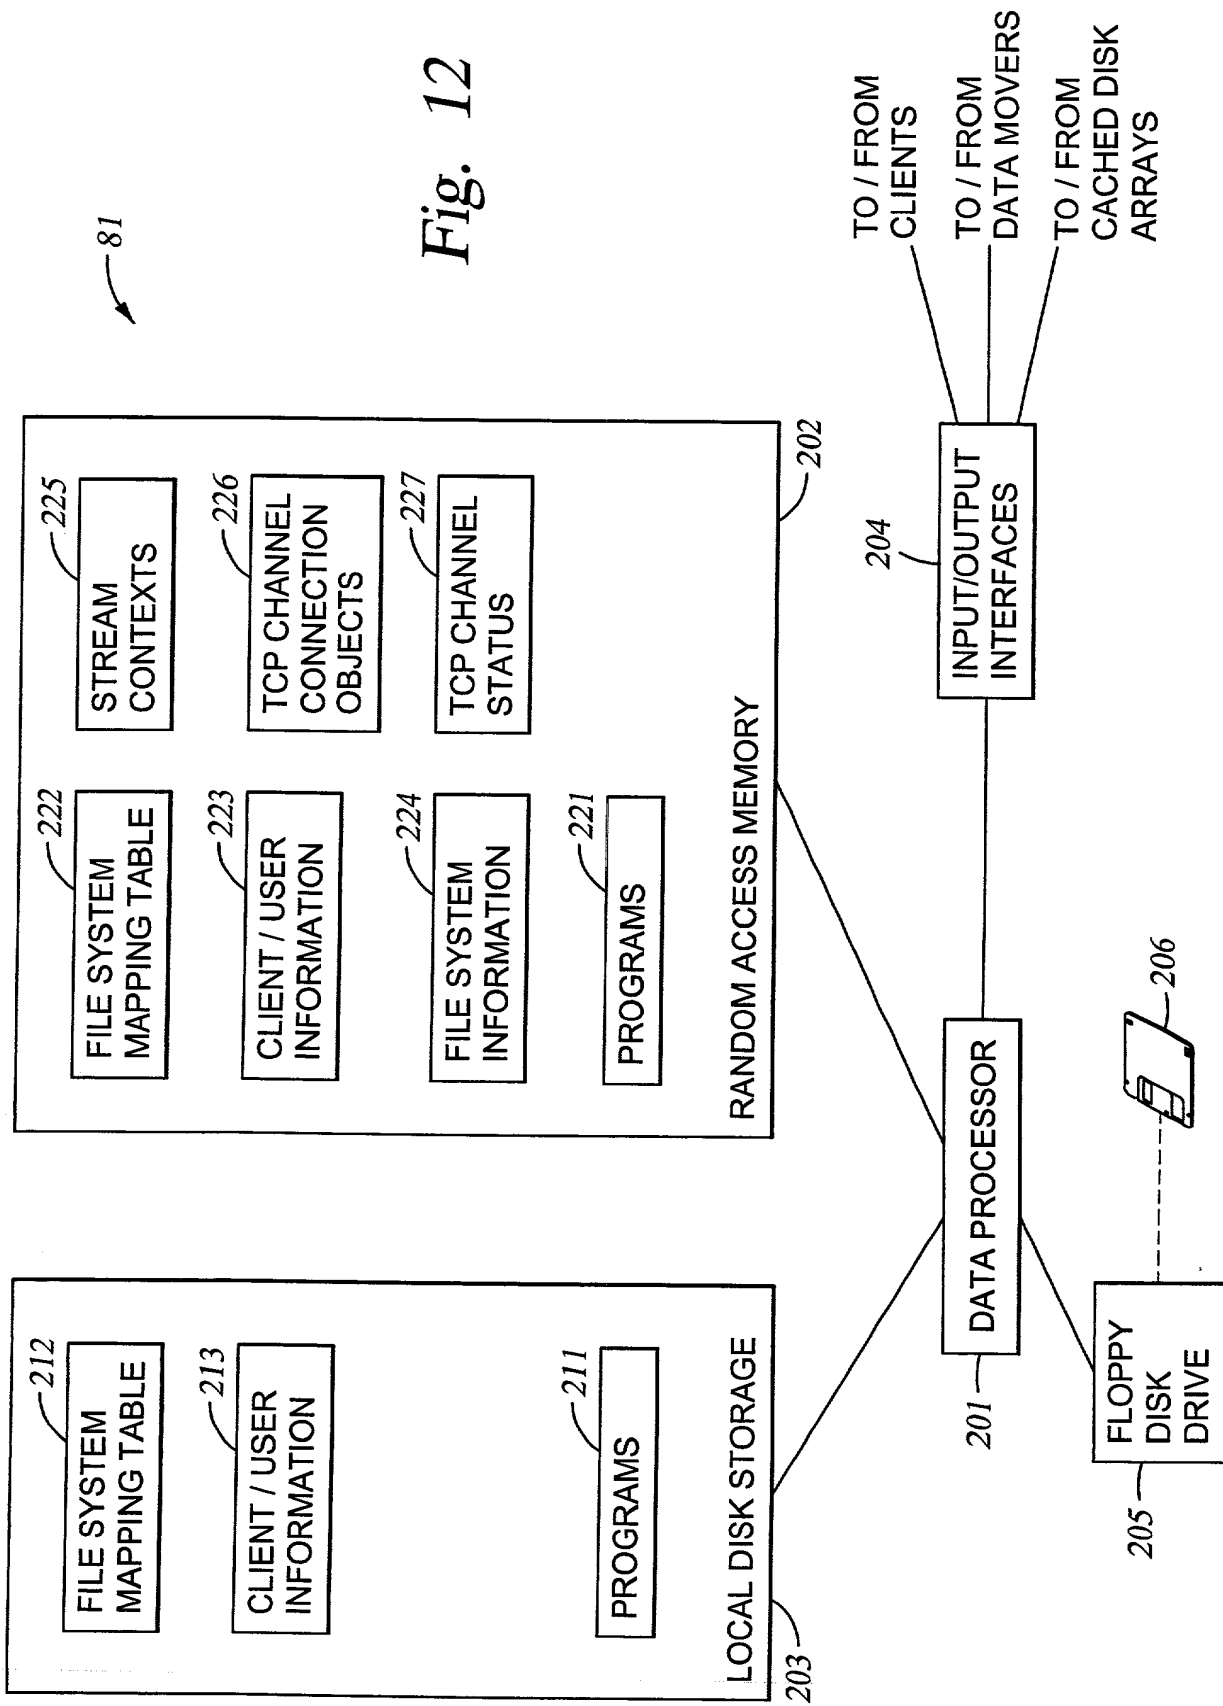 81
Fig. 12
212
FILE SYSTEM
MAPPING TABLE
213
CLIENT / USER
INFORMATION
211
PROGRAMS
LOCAL DISK STORAGE
203
222
FILE SYSTEM
MAPPING TABLE
223
CLIENT / USER
INFORMATION
224
FILE SYSTEM
INFORMATION
221
PROGRAMS
225
STREAM
CONTEXTS
226
TCP CHANNEL
CONNECTION
OBJECTS
227
TCP CHANNEL
STATUS
RANDOM ACCESS MEMORY
202
201
DATA PROCESSOR
204
INPUT/OUTPUT
INTERFACES
TO / FROM
CLIENTS
TO / FROM
DATA MOVERS
TO / FROM
CACHED DISK
ARRAYS
205
FLOPPY
DISK
DRIVE
206